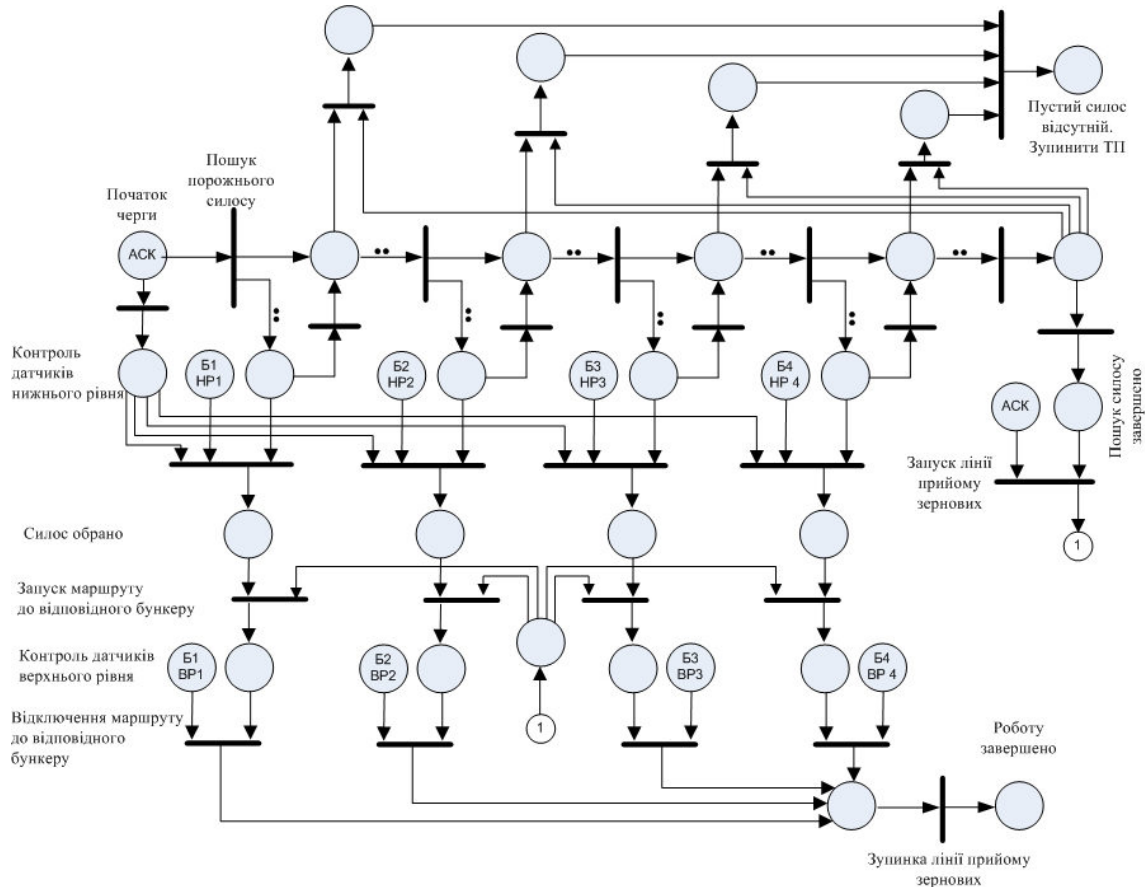 Пустий силос
відсутній.
Зупинити ТП
Пошук
порожнього
силосу
Початок
черги
АСК
Контроль
датчиків
нижнього рівня
Б1
НР1
Б2
НР2
Б3
НР3
Б4
НР 4
АСК
Пошук силосу
завершено
Запуск лінії
прийому
зернових
1
Силос обрано
Запуск маршруту
до відповідного бункеру
Контроль датчиків
верхнього рівня
Б1
ВР1
Б2
ВР2
Б3
ВР3
Б4
ВР 4
1
Відключення маршруту
до відповідного
бункеру
Роботу
завершено
Зупинка лінії прийому
зернових